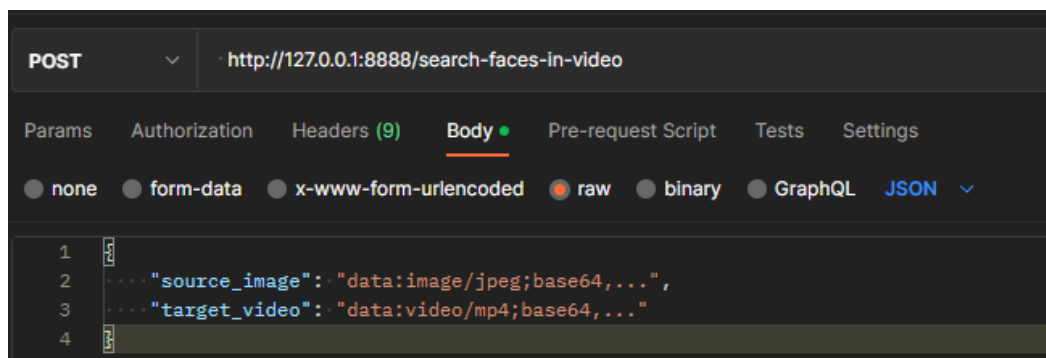 POST http://127.0.0.1:8888/search-faces-in-video
Params Authorization Headers (9) Body Pre-request Script Tests Settings
none form-data x-www-form-urlencoded raw binary GraphQL JSON
1 {
2 "source_image": "data:image/jpeg;base64,...",
3 "target_video": "data:video/mp4;base64,..."
4 }